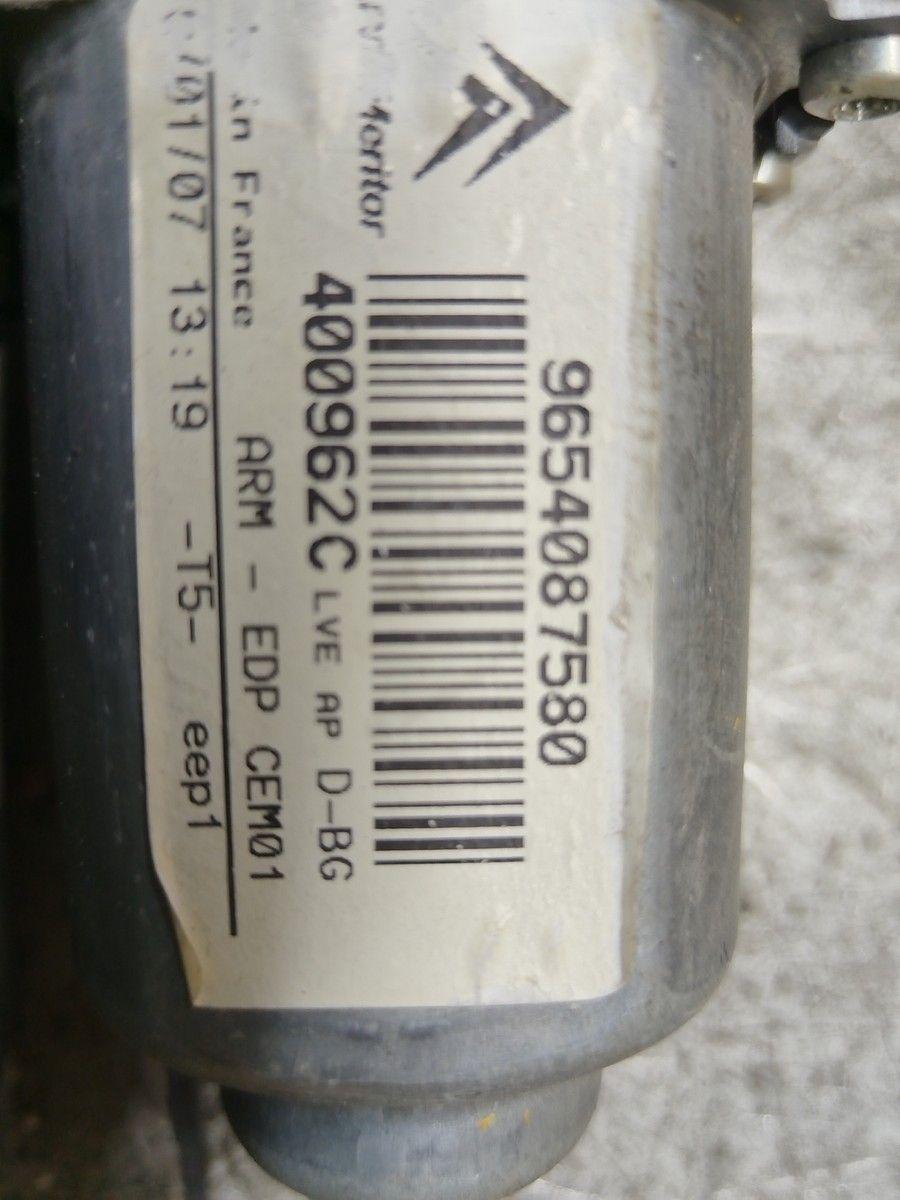 9654087580
Meritor
400962C LVE AP D-BG
in France ARM - EDP CEM01
01/07 13:19 -T5- eep1